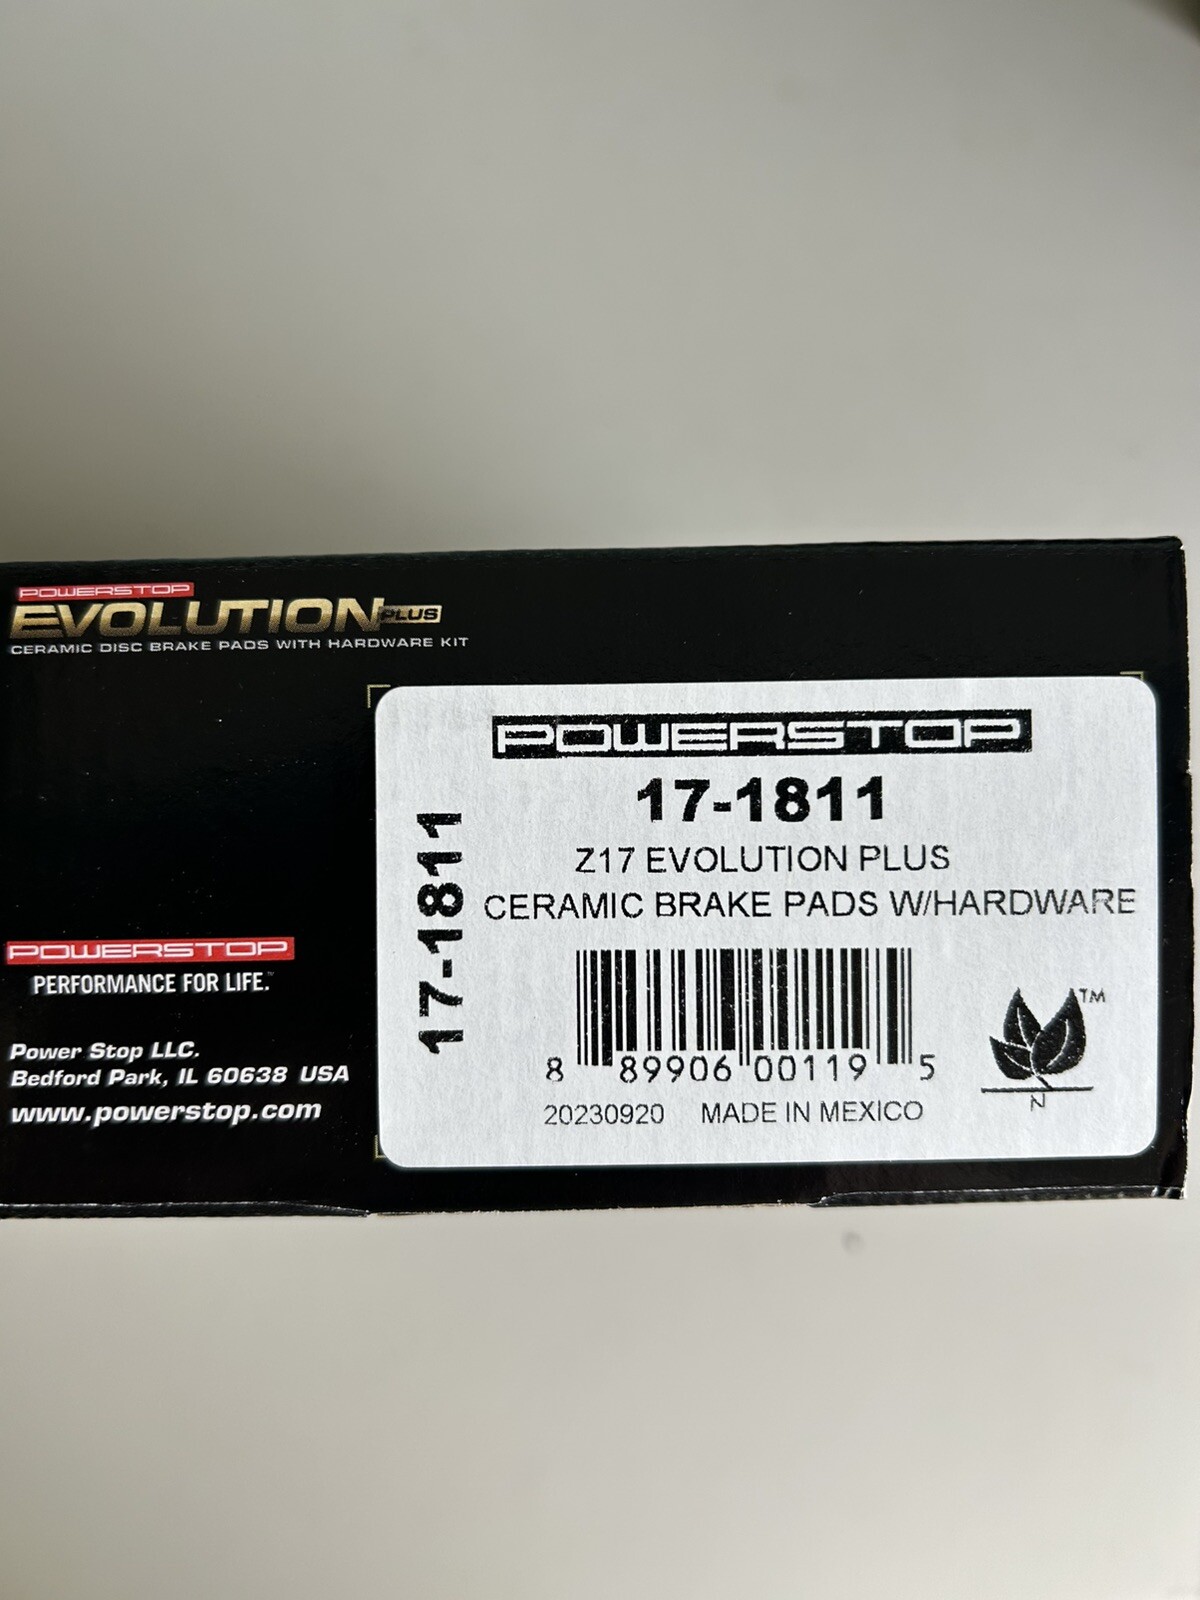 POWERSTOP
EVOLUTION PLUS
CERAMIC DISC BRAKE PADS WITH HARDWARE KIT
POWERSTOP
PERFORMANCE FOR LIFE.™
Power Stop LLC.
Bedford Park, IL 60638 USA
www.powerstop.com
17-1811
POWERSTOP
17-1811
Z17 EVOLUTION PLUS
CERAMIC BRAKE PADS W/HARDWARE
8 89906 00119 5
20230920 MADE IN MEXICO
TM
N